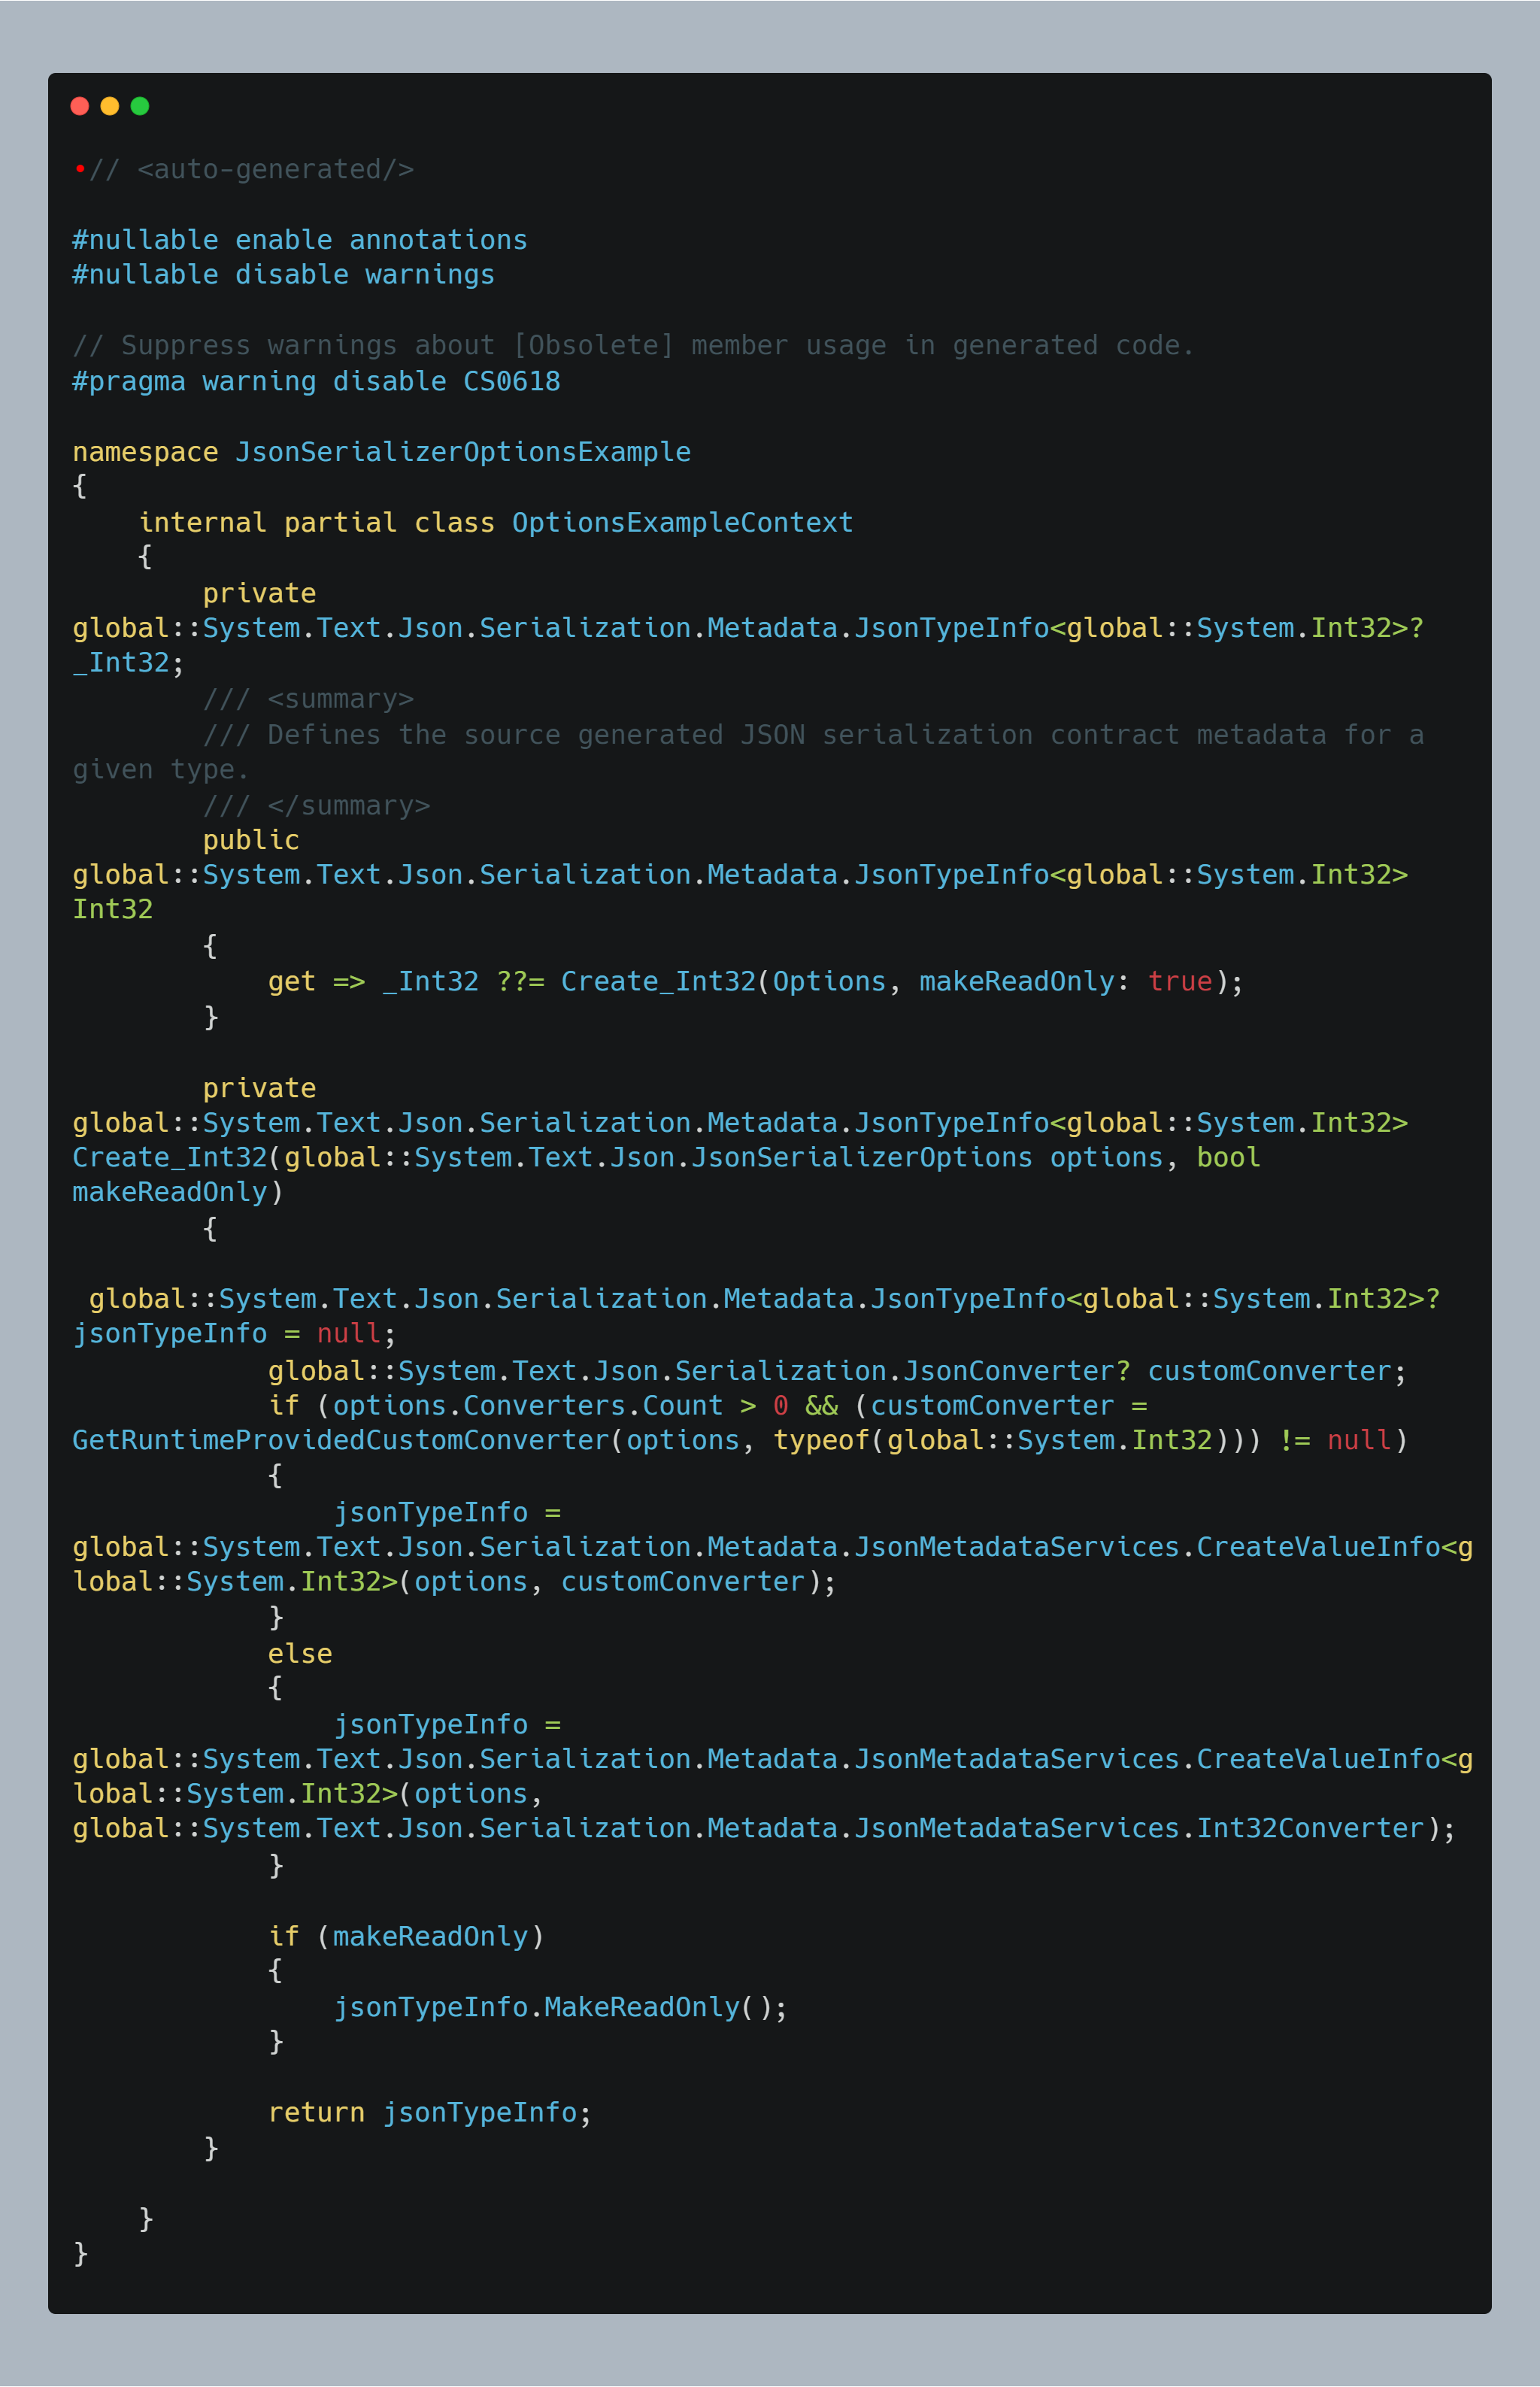 •// <auto-generated/>

#nullable enable annotations
#nullable disable warnings

// Suppress warnings about [Obsolete] member usage in generated code.
#pragma warning disable CS0618

namespace JsonSerializerOptionsExample
{
    internal partial class OptionsExampleContext
    {
        private
global::System.Text.Json.Serialization.Metadata.JsonTypeInfo<global::System.Int32>?
_Int32;
        /// <summary>
        /// Defines the source generated JSON serialization contract metadata for a
given type.
        /// </summary>
        public
global::System.Text.Json.Serialization.Metadata.JsonTypeInfo<global::System.Int32>
Int32
        {
            get => _Int32 ??= Create_Int32(Options, makeReadOnly: true);
        }

        private
global::System.Text.Json.Serialization.Metadata.JsonTypeInfo<global::System.Int32>
Create_Int32(global::System.Text.Json.JsonSerializerOptions options, bool
makeReadOnly)
        {

 global::System.Text.Json.Serialization.Metadata.JsonTypeInfo<global::System.Int32>?
jsonTypeInfo = null;
            global::System.Text.Json.Serialization.JsonConverter? customConverter;
            if (options.Converters.Count > 0 && (customConverter =
GetRuntimeProvidedCustomConverter(options, typeof(global::System.Int32))) != null)
            {
                jsonTypeInfo =
global::System.Text.Json.Serialization.Metadata.JsonMetadataServices.CreateValueInfo<g
lobal::System.Int32>(options, customConverter);
            }
            else
            {
                jsonTypeInfo =
global::System.Text.Json.Serialization.Metadata.JsonMetadataServices.CreateValueInfo<g
lobal::System.Int32>(options,
global::System.Text.Json.Serialization.Metadata.JsonMetadataServices.Int32Converter);
            }

            if (makeReadOnly)
            {
                jsonTypeInfo.MakeReadOnly();
            }

            return jsonTypeInfo;
        }

    }
}